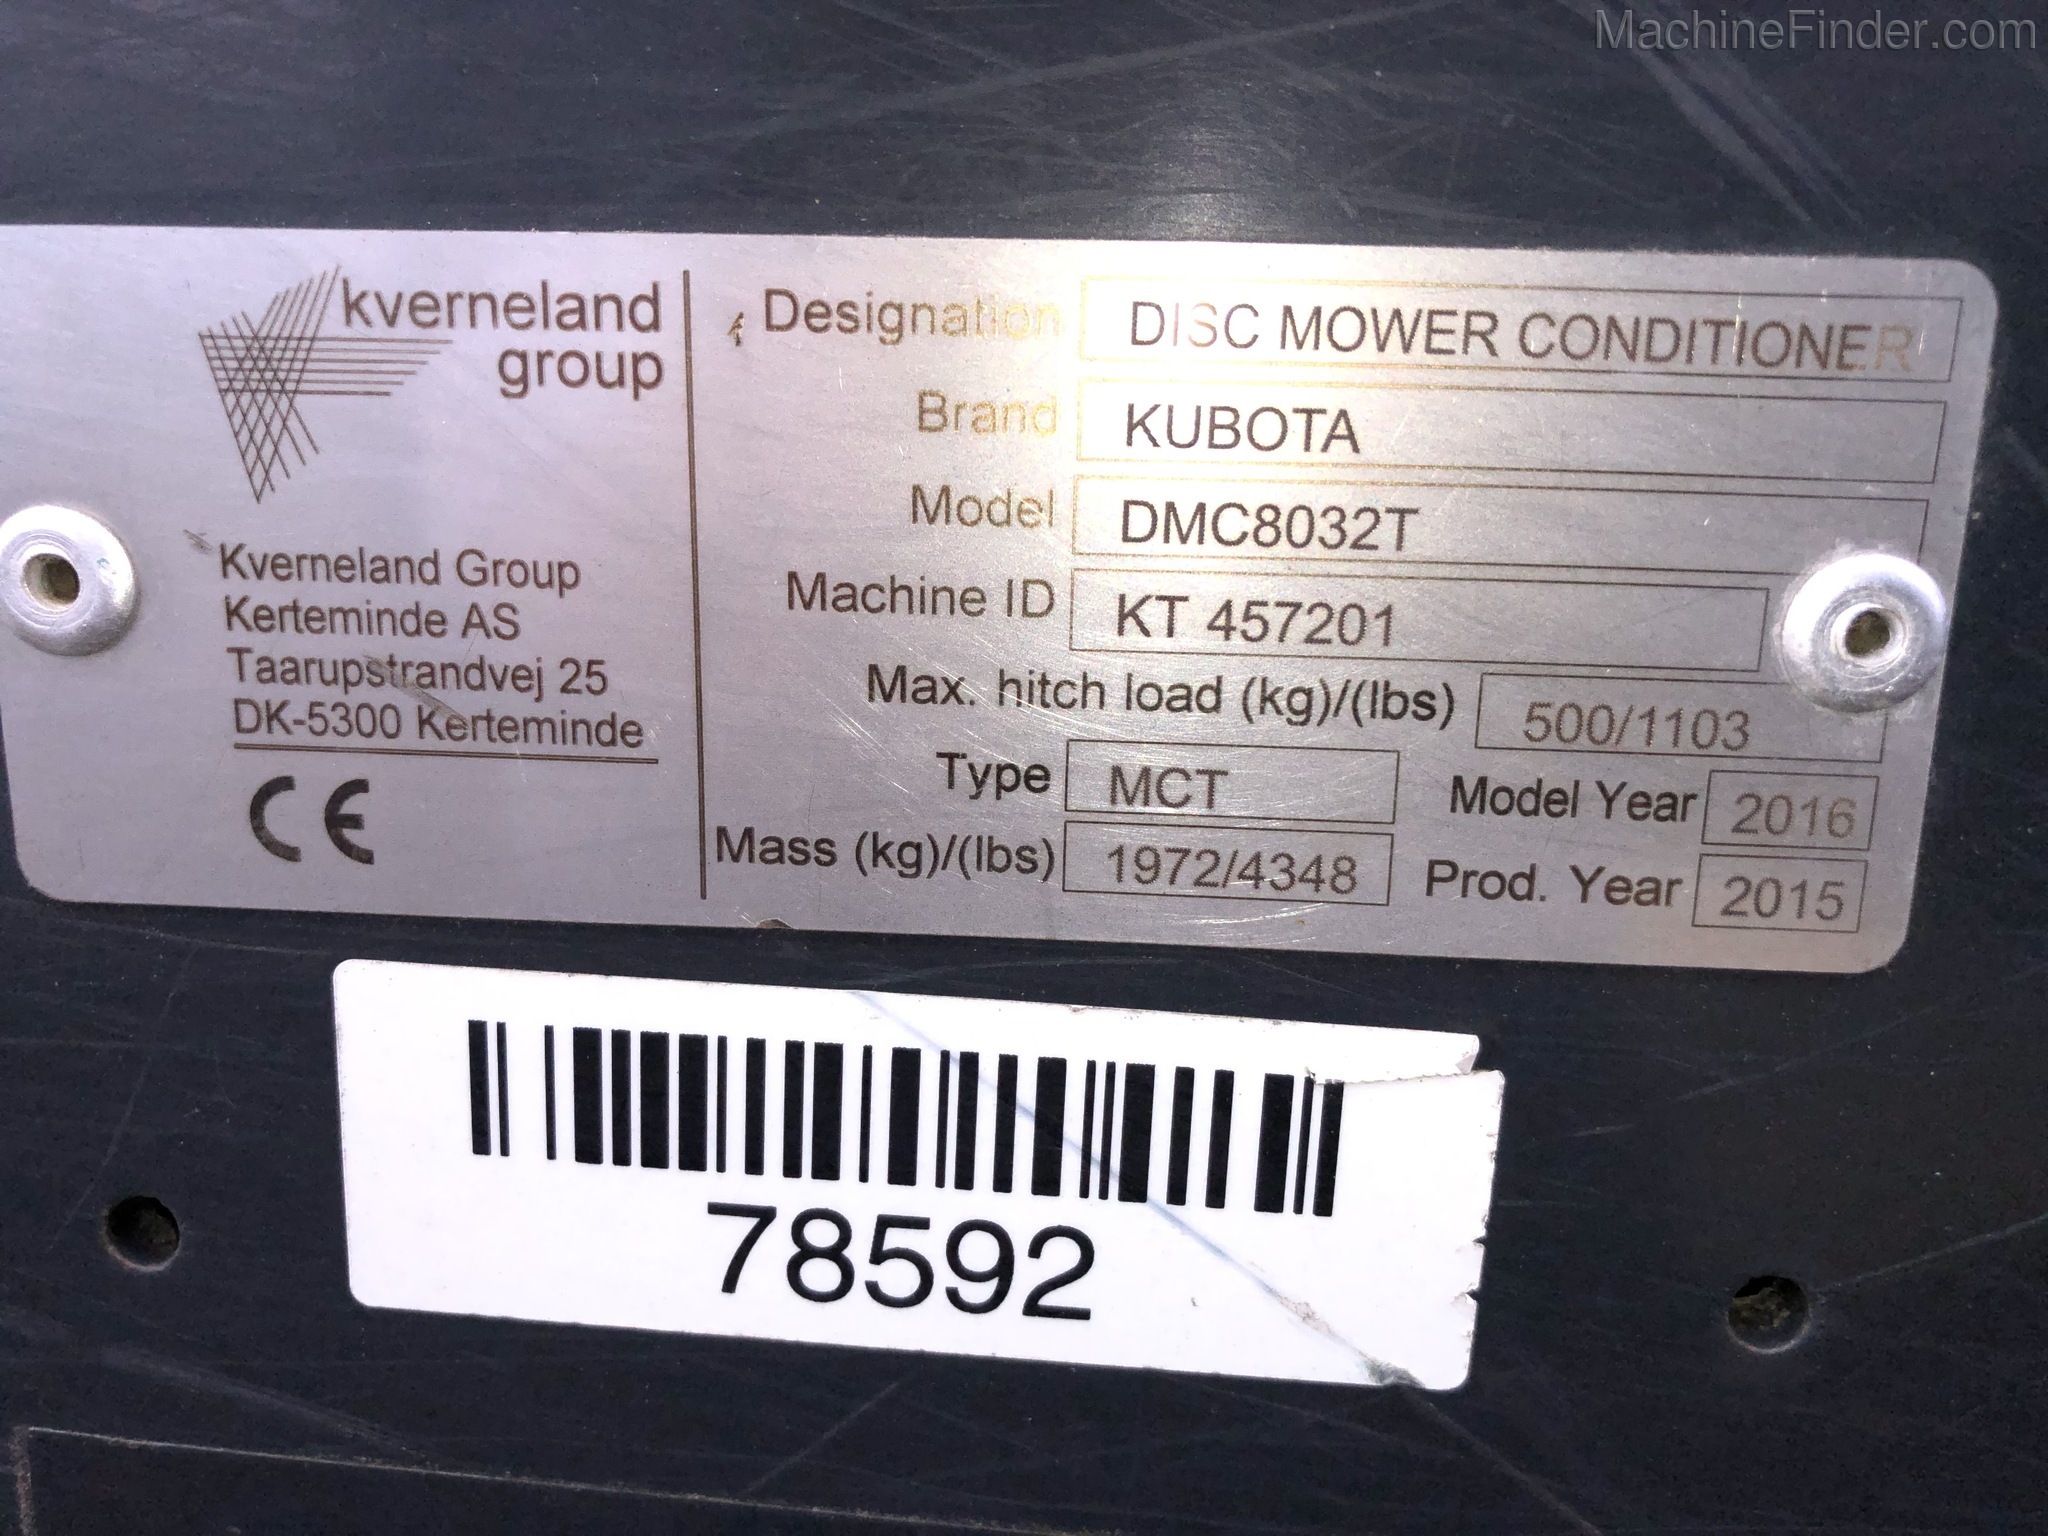 MachineFinder.com
kverneland
group
Kverneland Group
Kerteminde AS
Taarupstrandvej 25
DK-5300 Kerteminde
CE
Designation DISC MOWER CONDITIONER
Brand KUBOTA
Model DMC8032T
Machine ID KT 457201
Max. hitch load (kg)/(lbs) 500/1103
Type MCT Model Year 2016
Mass (kg)/(lbs) 1972/4348 Prod. Year 2015
78592